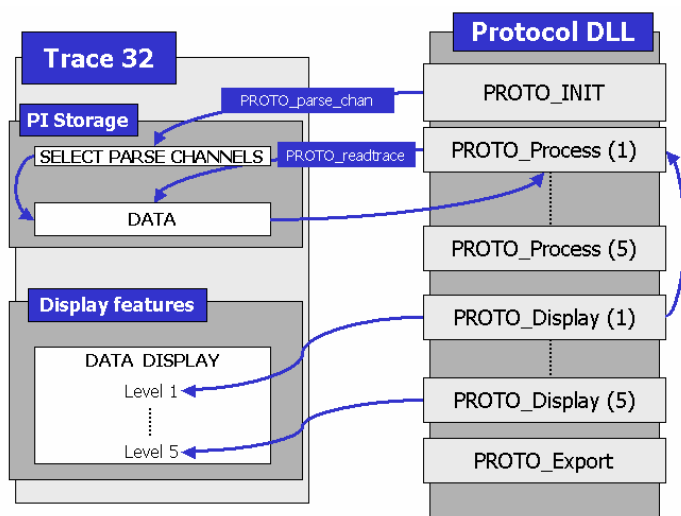 Protocol DLL
Trace 32
PROTO_INIT
PROTO_parse_chan
PI Storage
SELECT PARSE CHANNELS
PROTO_readtrace
PROTO_Process (1)
DATA
PROTO_Process (5)
Display features
PROTO_Display (1)
DATA DISPLAY
Level 1
PROTO_Display (5)
Level 5
PROTO_Export